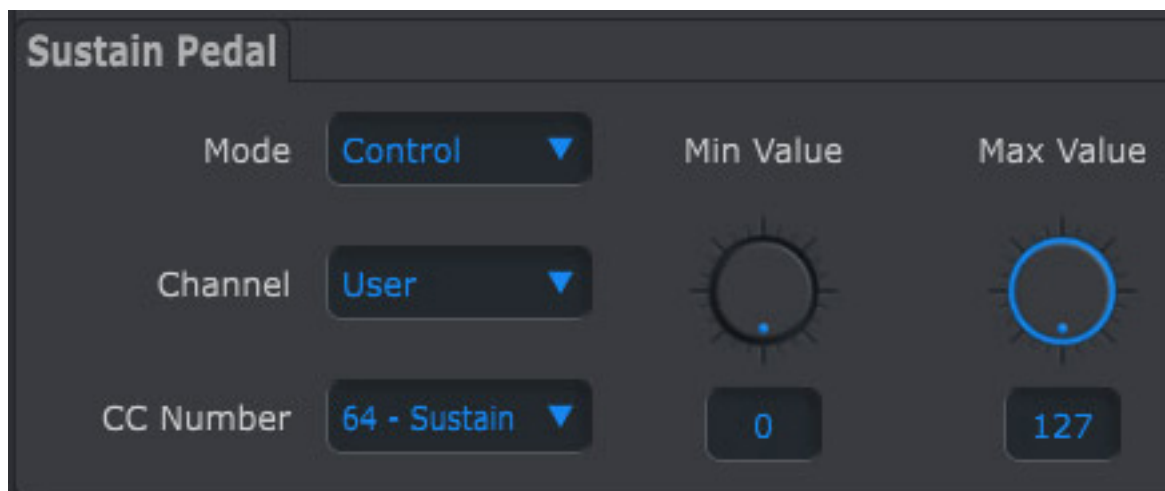 Sustain Pedal
Mode Control Min Value Max Value
Channel User
CC Number 64 - Sustain 0 127